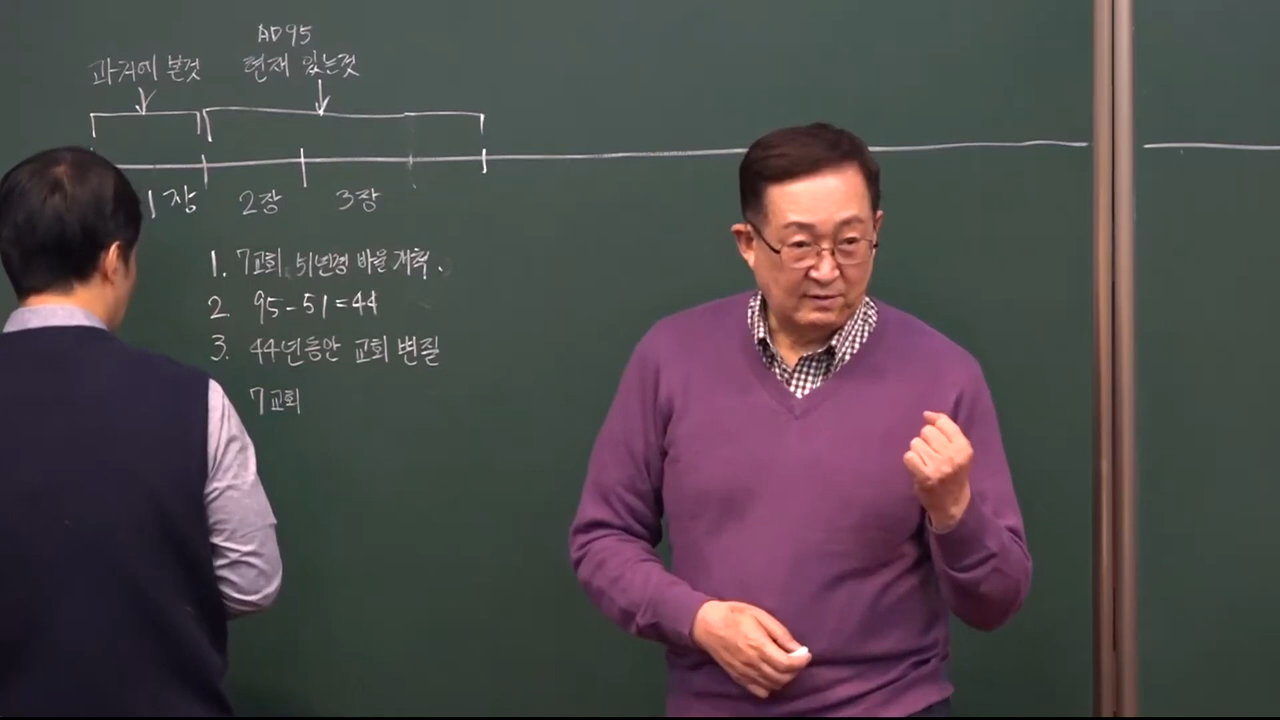 AD95
과거에 본것 현재 있는것
1장 2장 3장
1. 7교회 51년경 바울 개척.
2 95-51=44
3. 44년동안 교회 변질
7교회